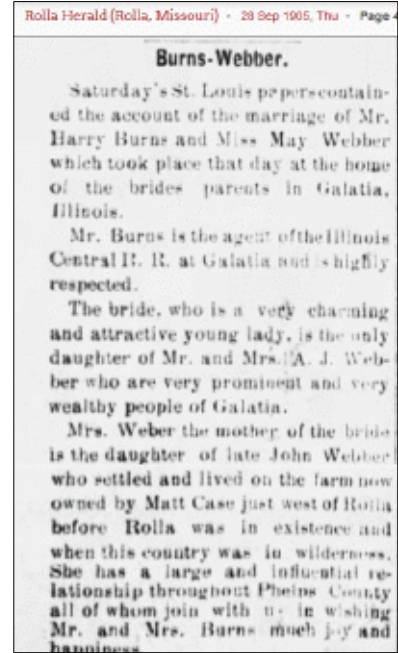 Rolla Herald (Rolla, Missouri) · 28 Sep 1905, Thu · Page 4
Burns-Webber.
Saturday's St. Louis papers contain-
ed the account of the marriage of Mr.
Harry Burns and Miss May Webber
which took place that day at the home
of the brides parents in Galatia,
Illinois.
Mr. Burns is the agent of the Illinois
Central R. R. at Galatia and is highly
respected.
The bride, who is a very charming
and attractive young lady, is the only
daughter of Mr. and Mrs. A. J. Web-
ber who are very prominent and very
wealthy people of Galatia.
Mrs. Weber the mother of the bride
is the daughter of late John Webber
who settled and lived on the farm now
owned by Matt Case just west of Rolla
before Rolla was in existence and
when this country was in wilderness.
She has a large and influential re-
lationship throughout Phelps County
all of whom join with us in wishing
Mr. and Mrs. Burns much joy and
happiness.